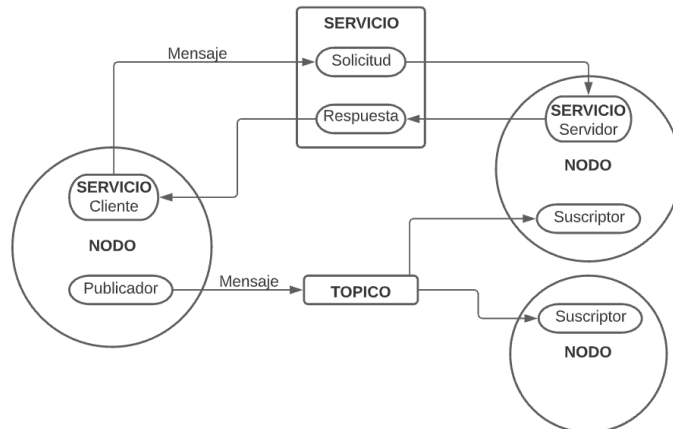 SERVICIO
Mensaje
Solicitud
Respuesta
SERVICIO
Servidor
NODO
Suscriptor
SERVICIO
Cliente
NODO
Publicador
Mensaje
TOPICO
Suscriptor
NODO